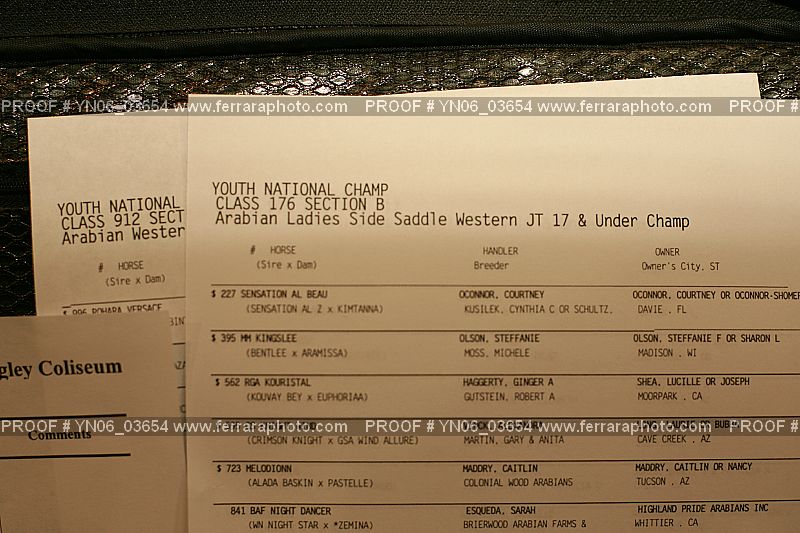 PROOF # YN06_03654 www.ferraraphoto.com PROOF # YN06_03654 www.ferraraphoto.com PROOF # YN06_03654 www.
YOUTH NATIONAL
CLASS 912 SECT
Arabian Wester
# HORSE
(Sire x Dam)
gley Coliseum
Comments
YOUTH NATIONAL CHAMP
CLASS 176 SECTION B
Arabian Ladies Side Saddle Western JT 17 & Under Champ
# HORSE HANDLER OWNER
(Sire x Dam) Breeder Owner's City, ST
$ 227 SENSATION AL BEAU OCONNOR, COURTNEY OCONNOR, COURTNEY OR OCONNOR-SHOMER
(SENSATION AL Z x KIMTANNA) KUSILEK, CYNTHIA C OR SCHULTZ, DAVIE , FL
$ 395 MM KINGSLEE OLSON, STEFFANIE OLSON, STEFFANIE F OR SHARON L
(BENTLEE x ARAMISSA) MOSS, MICHELE MADISON , WI
$ 562 RGA KOURISTAL HAGGERTY, GINGER A SHEA, LUCILLE OR JOSEPH
(KOUVAY BEY x EUPHORIAA) GUTSTEIN, ROBERT A MOORPARK , CA
PROOF # YN06_03654 www.ferraraphoto.com PROOF # YN06_03654 www.ferraraphoto.com PROOF # YN06_03654 www.
(CRIMSON KNIGHT x GSA WIND ALLURE) MARTIN, GARY & ANITA CAVE CREEK , AZ
$ 723 MELODIONN MADDRY, CAITLIN MADDRY, CAITLIN OR NANCY
(ALADA BASKIN x PASTELLE) COLONIAL WOOD ARABIANS TUCSON , AZ
841 BAF NIGHT DANCER ESQUEDA, SARAH HIGHLAND PRIDE ARABIANS INC
(WN NIGHT STAR x *ZEMINA) BRIERWOOD ARABIAN FARMS & WHITTIER , CA